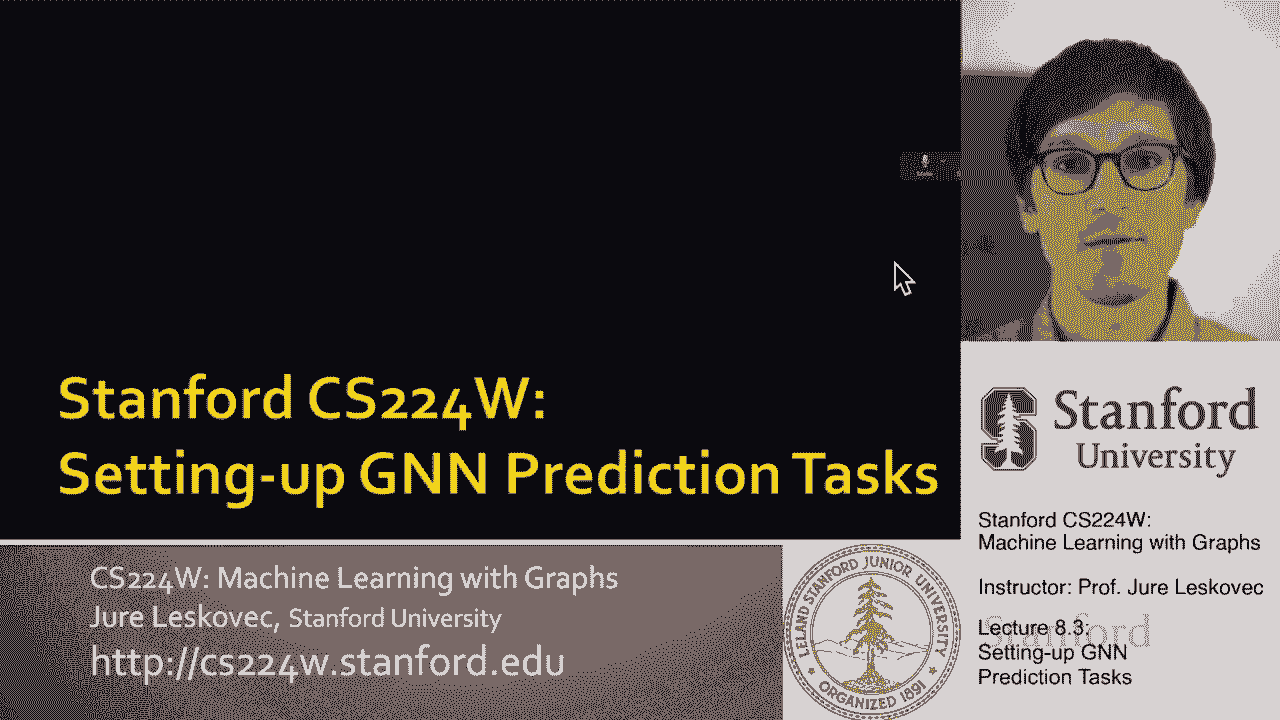 Stanford CS224W:
Setting-up GNN Prediction Tasks
CS224W: Machine Learning with Graphs
Jure Leskovec, Stanford University
http://cs224w.stanford.edu
LELAND STANFORD JUNIOR UNIVERSITY
ORGANIZED 1891
Stanford
University
Stanford CS224W:
Machine Learning with Graphs
Instructor: Prof. Jure Leskovec
Stanford
Lecture 8.3:
Setting-up GNN
Prediction Tasks